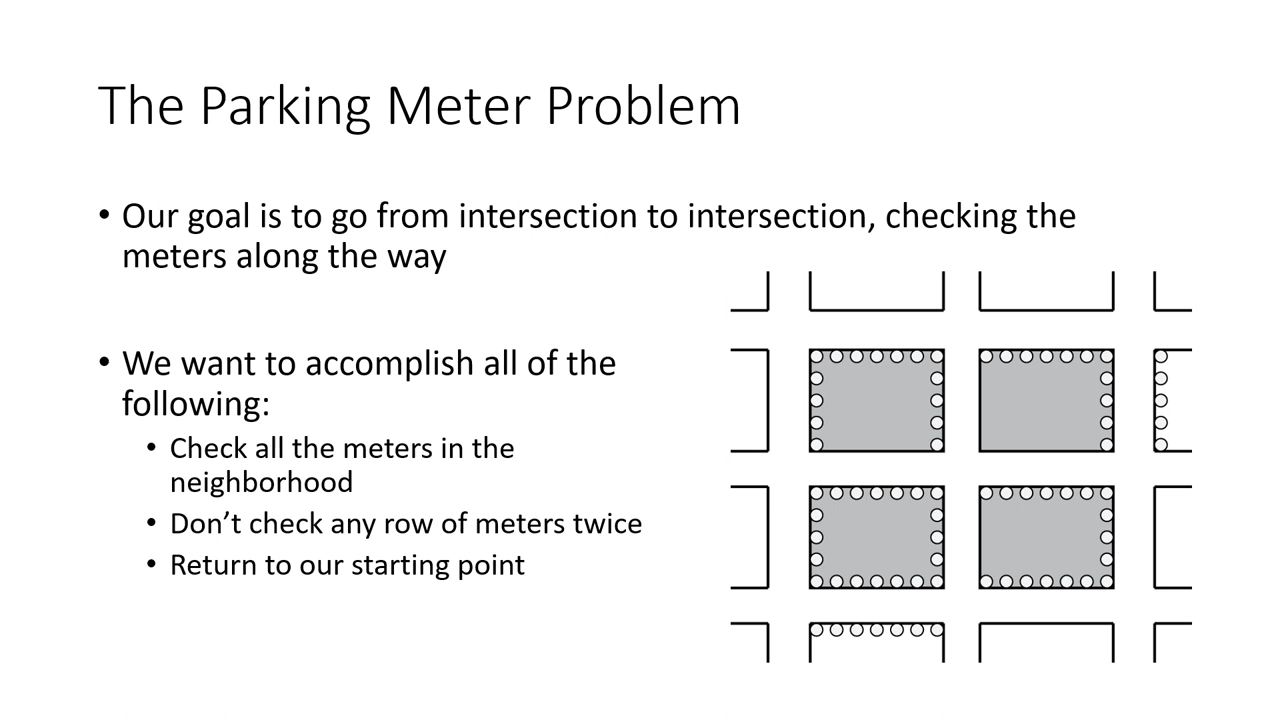 The Parking Meter Problem
• Our goal is to go from intersection to intersection, checking the
meters along the way
• We want to accomplish all of the
following:
• Check all the meters in the
neighborhood
• Don’t check any row of meters twice
• Return to our starting point